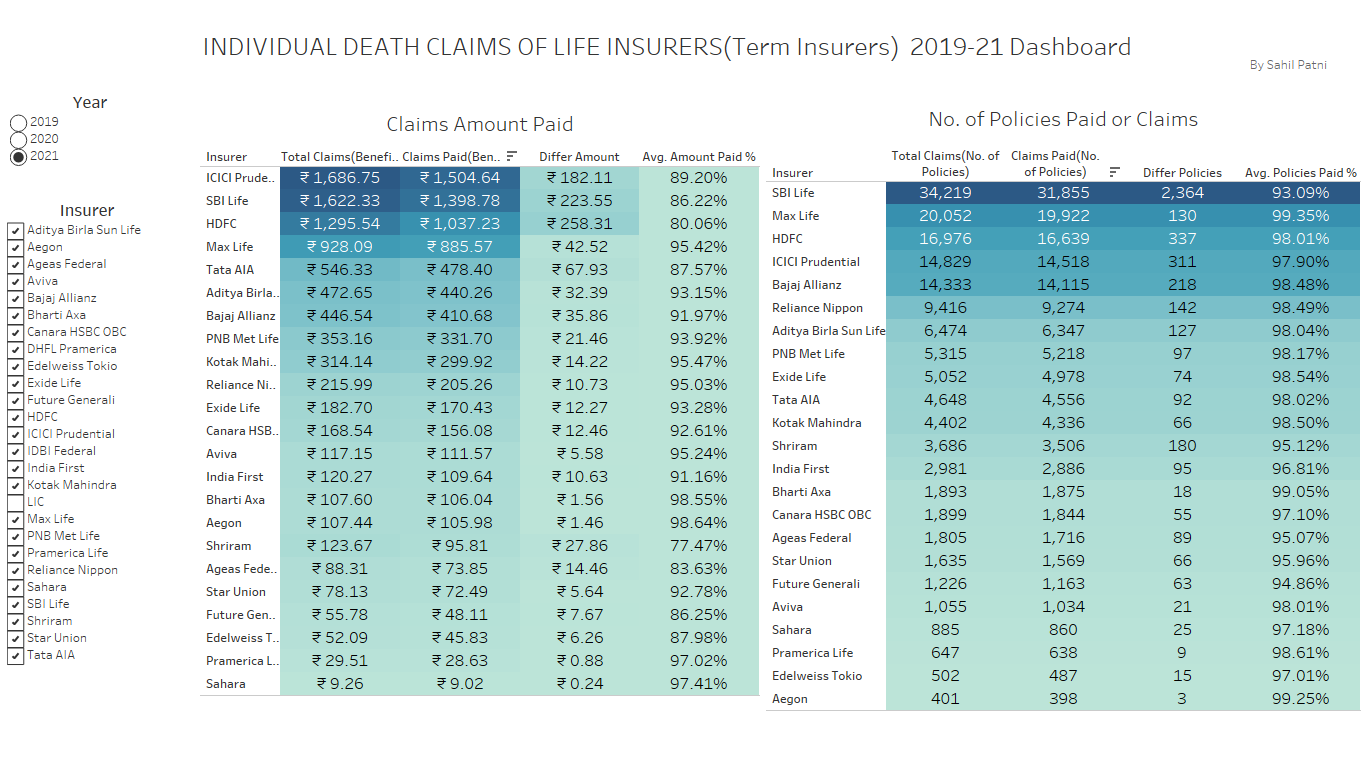 INDIVIDUAL DEATH CLAIMS OF LIFE INSURERS(Term Insurers) 2019-21 Dashboard
By Sahil Patni
Year
2019
2020
2021
Insurer
Aditya Birla Sun Life
Aegon
Ageas Federal
Aviva
Bajaj Allianz
Bharti Axa
Canara HSBC OBC
DHFL Pramerica
Edelweiss Tokio
Exide Life
Future Generali
HDFC
ICICI Prudential
IDBI Federal
India First
Kotak Mahindra
LIC
Max Life
PNB Met Life
Pramerica Life
Reliance Nippon
Sahara
SBI Life
Shriram
Star Union
Tata AIA
Claims Amount Paid
Insurer Total Claims(Benefi.. Claims Paid(Ben.. Differ Amount Avg. Amount Paid %
ICICI Prude.. ₹ 1,686.75 ₹ 1,504.64 ₹ 182.11 89.20%
SBI Life ₹ 1,622.33 ₹ 1,398.78 ₹ 223.55 86.22%
HDFC ₹ 1,295.54 ₹ 1,037.23 ₹ 258.31 80.06%
Max Life ₹ 928.09 ₹ 885.57 ₹ 42.52 95.42%
Tata AIA ₹ 546.33 ₹ 478.40 ₹ 67.93 87.57%
Aditya Birla.. ₹ 472.65 ₹ 440.26 ₹ 32.39 93.15%
Bajaj Allianz ₹ 446.54 ₹ 410.68 ₹ 35.86 91.97%
PNB Met Life ₹ 353.16 ₹ 331.70 ₹ 21.46 93.92%
Kotak Mahi.. ₹ 314.14 ₹ 299.92 ₹ 14.22 95.47%
Reliance Ni.. ₹ 215.99 ₹ 205.26 ₹ 10.73 95.03%
Exide Life ₹ 182.70 ₹ 170.43 ₹ 12.27 93.28%
Canara HSB.. ₹ 168.54 ₹ 156.08 ₹ 12.46 92.61%
Aviva ₹ 117.15 ₹ 111.57 ₹ 5.58 95.24%
India First ₹ 120.27 ₹ 109.64 ₹ 10.63 91.16%
Bharti Axa ₹ 107.60 ₹ 106.04 ₹ 1.56 98.55%
Aegon ₹ 107.44 ₹ 105.98 ₹ 1.46 98.64%
Shriram ₹ 123.67 ₹ 95.81 ₹ 27.86 77.47%
Ageas Fede.. ₹ 88.31 ₹ 73.85 ₹ 14.46 83.63%
Star Union ₹ 78.13 ₹ 72.49 ₹ 5.64 92.78%
Future Gen.. ₹ 55.78 ₹ 48.11 ₹ 7.67 86.25%
Edelweiss T.. ₹ 52.09 ₹ 45.83 ₹ 6.26 87.98%
Pramerica L.. ₹ 29.51 ₹ 28.63 ₹ 0.88 97.02%
Sahara ₹ 9.26 ₹ 9.02 ₹ 0.24 97.41%
No. of Policies Paid or Claims
Total Claims(No. of Claims Paid(No.
Insurer Policies) of Policies) Differ Policies Avg. Policies Paid %
SBI Life 34,219 31,855 2,364 93.09%
Max Life 20,052 19,922 130 99.35%
HDFC 16,976 16,639 337 98.01%
ICICI Prudential 14,829 14,518 311 97.90%
Bajaj Allianz 14,333 14,115 218 98.48%
Reliance Nippon 9,416 9,274 142 98.49%
Aditya Birla Sun Life 6,474 6,347 127 98.04%
PNB Met Life 5,315 5,218 97 98.17%
Exide Life 5,052 4,978 74 98.54%
Tata AIA 4,648 4,556 92 98.02%
Kotak Mahindra 4,402 4,336 66 98.50%
Shriram 3,686 3,506 180 95.12%
India First 2,981 2,886 95 96.81%
Bharti Axa 1,893 1,875 18 99.05%
Canara HSBC OBC 1,899 1,844 55 97.10%
Ageas Federal 1,805 1,716 89 95.07%
Star Union 1,635 1,569 66 95.96%
Future Generali 1,226 1,163 63 94.86%
Aviva 1,055 1,034 21 98.01%
Sahara 885 860 25 97.18%
Pramerica Life 647 638 9 98.61%
Edelweiss Tokio 502 487 15 97.01%
Aegon 401 398 3 99.25%